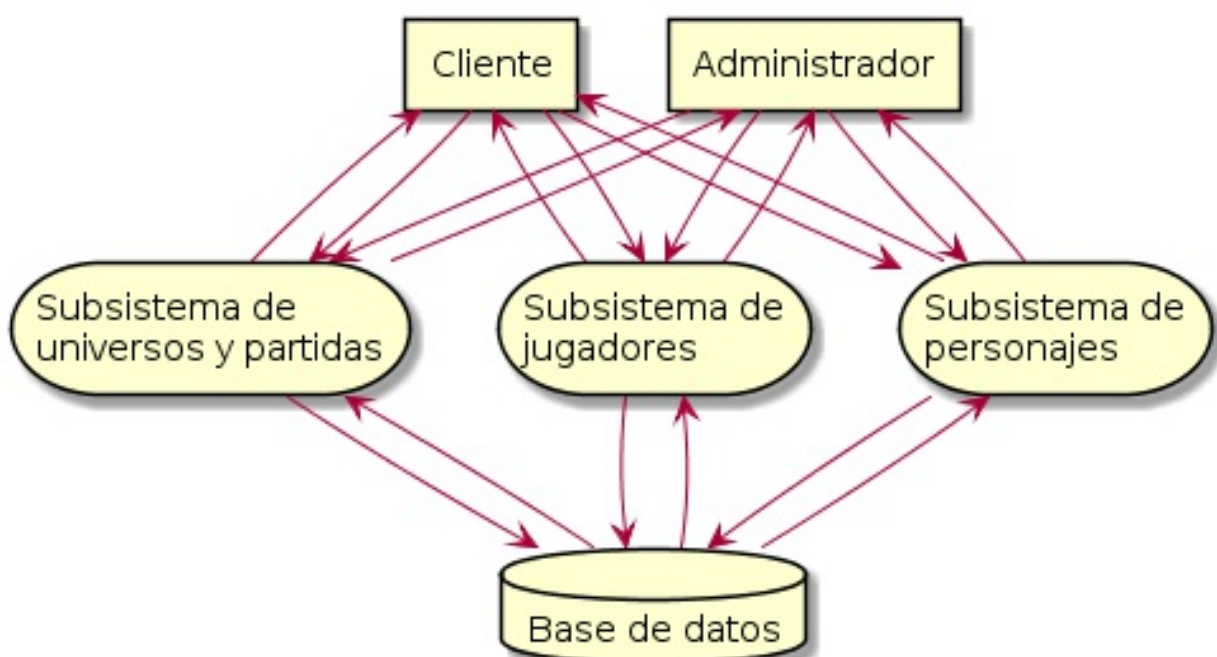 Cliente
Administrador
Subsistema de
universos y partidas
Subsistema de
jugadores
Subsistema de
personajes
Base de datos